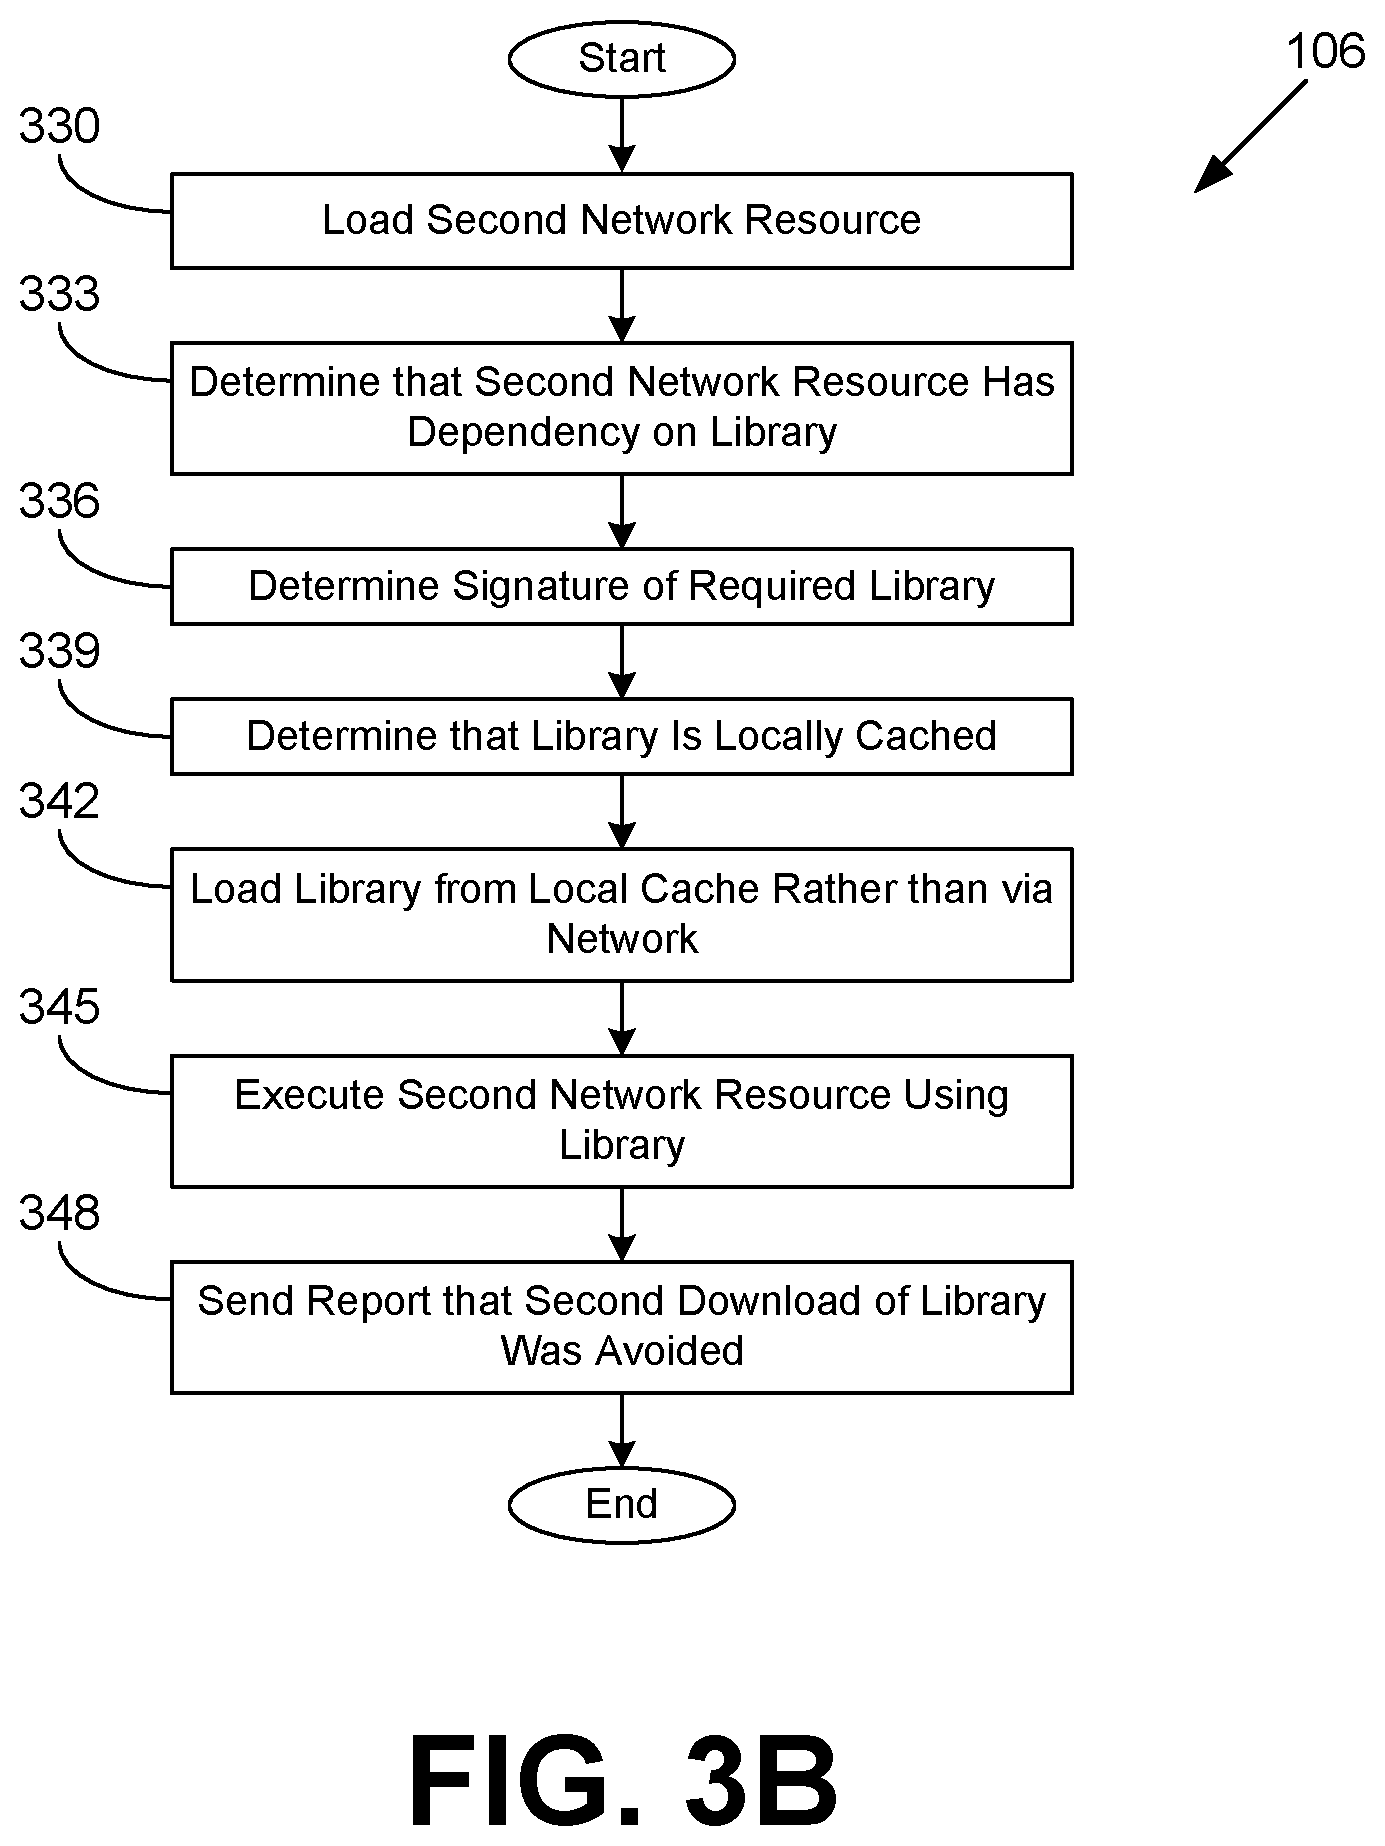 Start
106
330
Load Second Network Resource
333
Determine that Second Network Resource Has
Dependency on Library
336
Determine Signature of Required Library
339
Determine that Library Is Locally Cached
342
Load Library from Local Cache Rather than via
Network
345
Execute Second Network Resource Using
Library
348
Send Report that Second Download of Library
Was Avoided
End
FIG. 3B